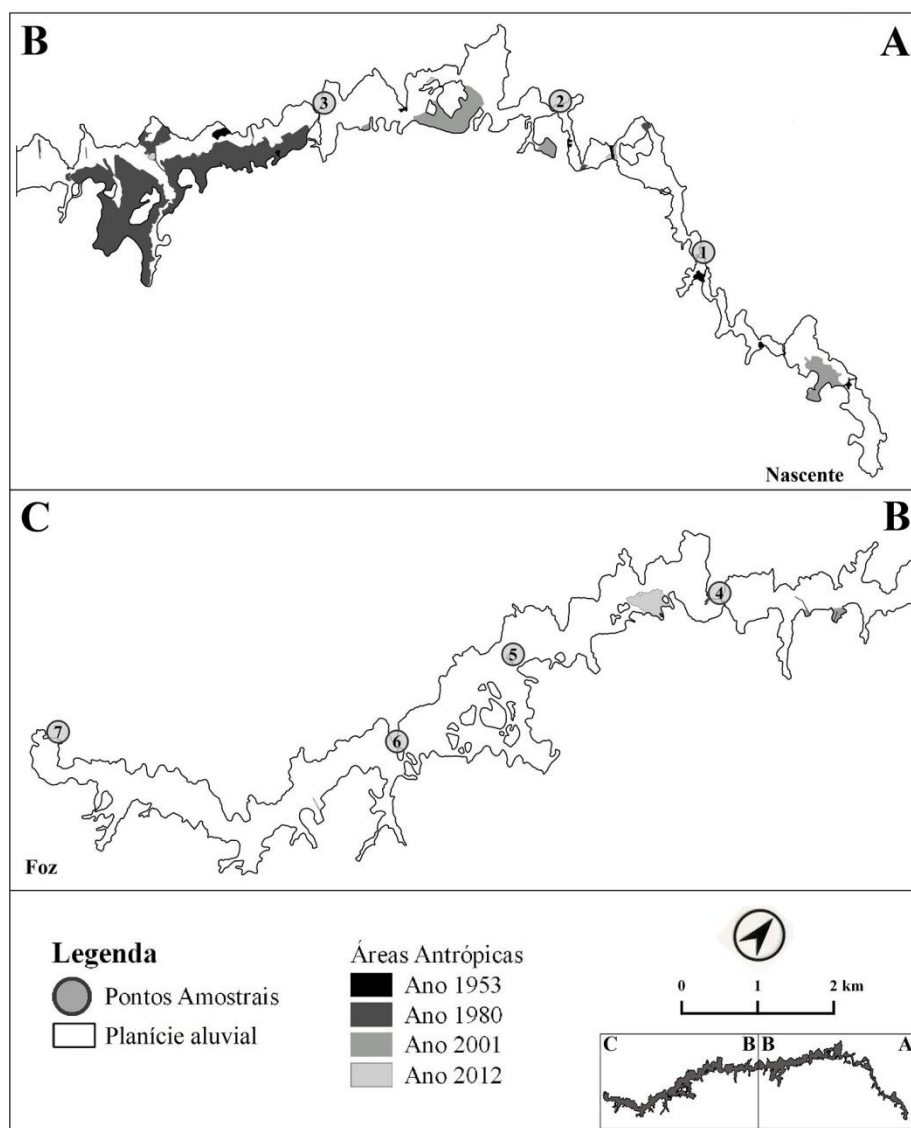 B
A
3
2
1
Nascente
C
B
4
5
7
6
Foz
Legenda
Pontos Amostrais
Planície aluvial
Áreas Antrópicas
Ano 1953
Ano 1980
Ano 2001
Ano 2012
0 1 2 km
C B B A